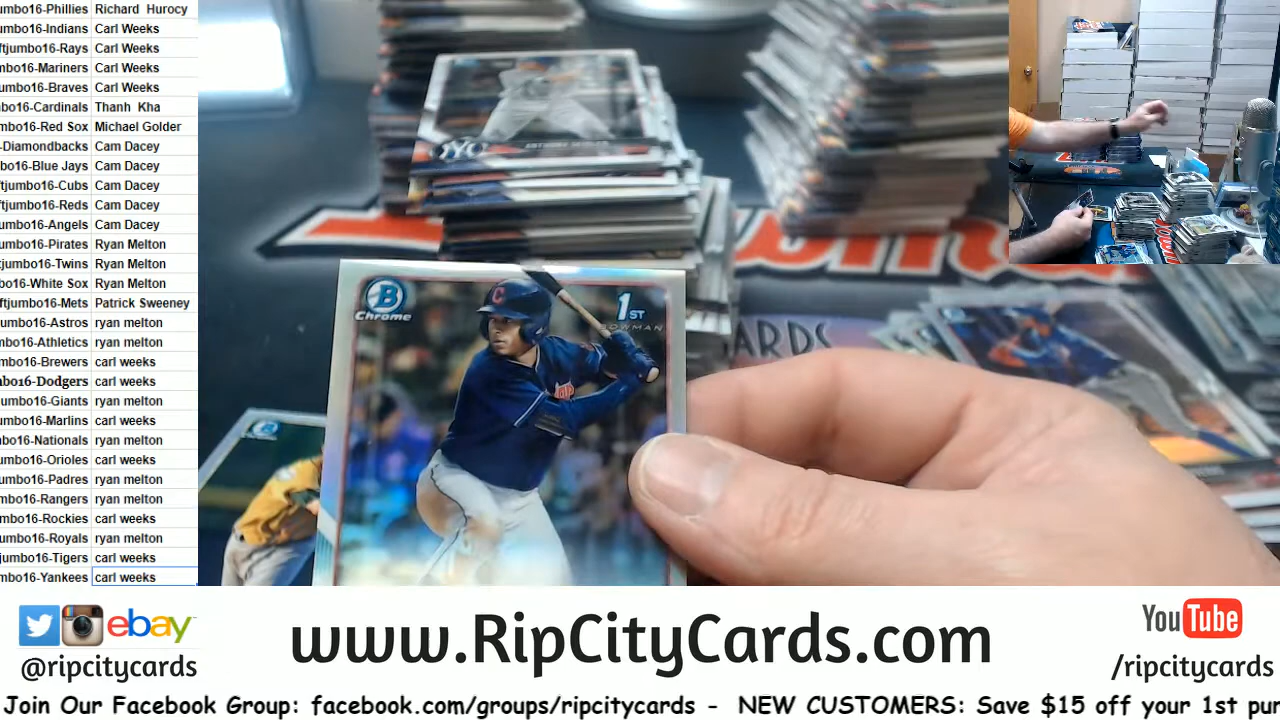 umbo16-Phillies Richard Hurocy
umbo16-Indians Carl Weeks
ftjumbo16-Rays Carl Weeks
mbo16-Mariners Carl Weeks
umbo16-Braves Carl Weeks
mbo16-Cardinals Thanh Kha
mbo16-Red Sox Michael Golder
-Diamondbacks Cam Dacey
bo16-Blue Jays Cam Dacey
ftjumbo16-Cubs Cam Dacey
ftjumbo16-Reds Cam Dacey
umbo16-Angels Cam Dacey
umbo16-Pirates Ryan Melton
tjumbo16-Twins Ryan Melton
bo16-White Sox Ryan Melton
ftjumbo16-Mets Patrick Sweeney
umbo16-Astros ryan melton
mbo16-Athletics ryan melton
mbo16-Brewers carl weeks
mbo16-Dodgers carl weeks
umbo16-Giants ryan melton
umbo16-Marlins carl weeks
bo16-Nationals ryan melton
umbo16-Orioles carl weeks
umbo16-Padres ryan melton
mbo16-Rangers ryan melton
mbo16-Rockies carl weeks
umbo16-Royals ryan melton
jumbo16-Tigers carl weeks
mbo16-Yankees carl weeks
NY
CARDS
B
Chrome
1ST
BOWMAN
C
ebay
@ripcitycards
www.RipCityCards.com
YouTube
/ripcitycards
Join Our Facebook Group: facebook.com/groups/ripcitycards - NEW CUSTOMERS: Save $15 off your 1st pur